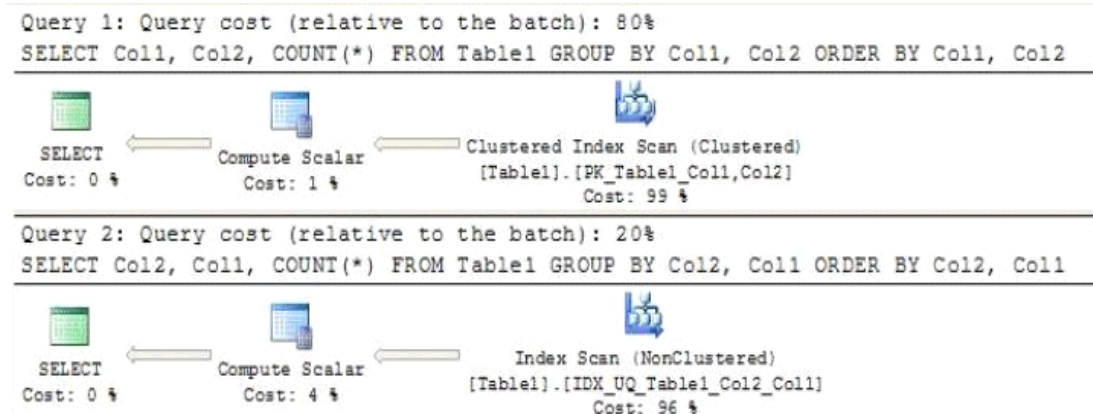 Query 1: Query cost (relative to the batch): 80%
SELECT Col1, Col2, COUNT(*) FROM Table1 GROUP BY Col1, Col2 ORDER BY Col1, Col2
SELECT
Cost: 0 %
Compute Scalar
Cost: 1 %
Clustered Index Scan (Clustered)
[Table1].[PK_Table1_Col1,Col2]
Cost: 99 %
Query 2: Query cost (relative to the batch): 20%
SELECT Col2, Col1, COUNT(*) FROM Table1 GROUP BY Col2, Col1 ORDER BY Col2, Col1
SELECT
Cost: 0 %
Compute Scalar
Cost: 4 %
Index Scan (NonClustered)
[Table1].[IDX_UQ_Table1_Col2_Col1]
Cost: 96 %